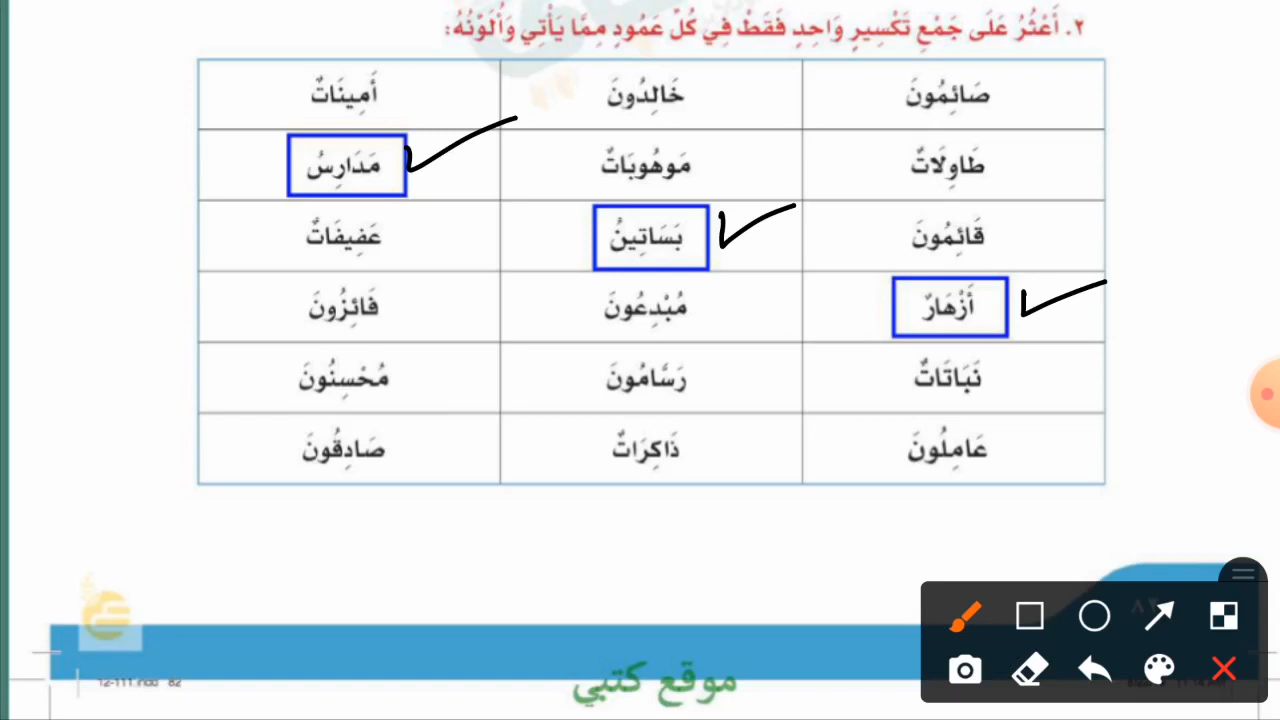 ٢. أَعْثُرُ عَلَى جَمْعِ تَكْسِيرٍ وَاحِدٍ فَقَطْ فِي كُلِّ عَمُودٍ مِمَّا يَأْتِي وَأُلَوِّنُهُ:
صَائِمُونَ خَالِدُونَ أَمِينَاتٌ
طَاوِلَاتٌ مَوهُوبَاتٌ مَدَارِسُ
قَائِمُونَ بَسَاتِينُ عَفِيفَاتٌ
أَزْهَارٌ مُبْدِعُونَ فَائِزُونَ
نَبَاتَاتٌ رَسَّامُونَ مُحْسِنُونَ
عَامِلُونَ ذَاكِرَاتٌ صَادِقُونَ
موقع كتبي